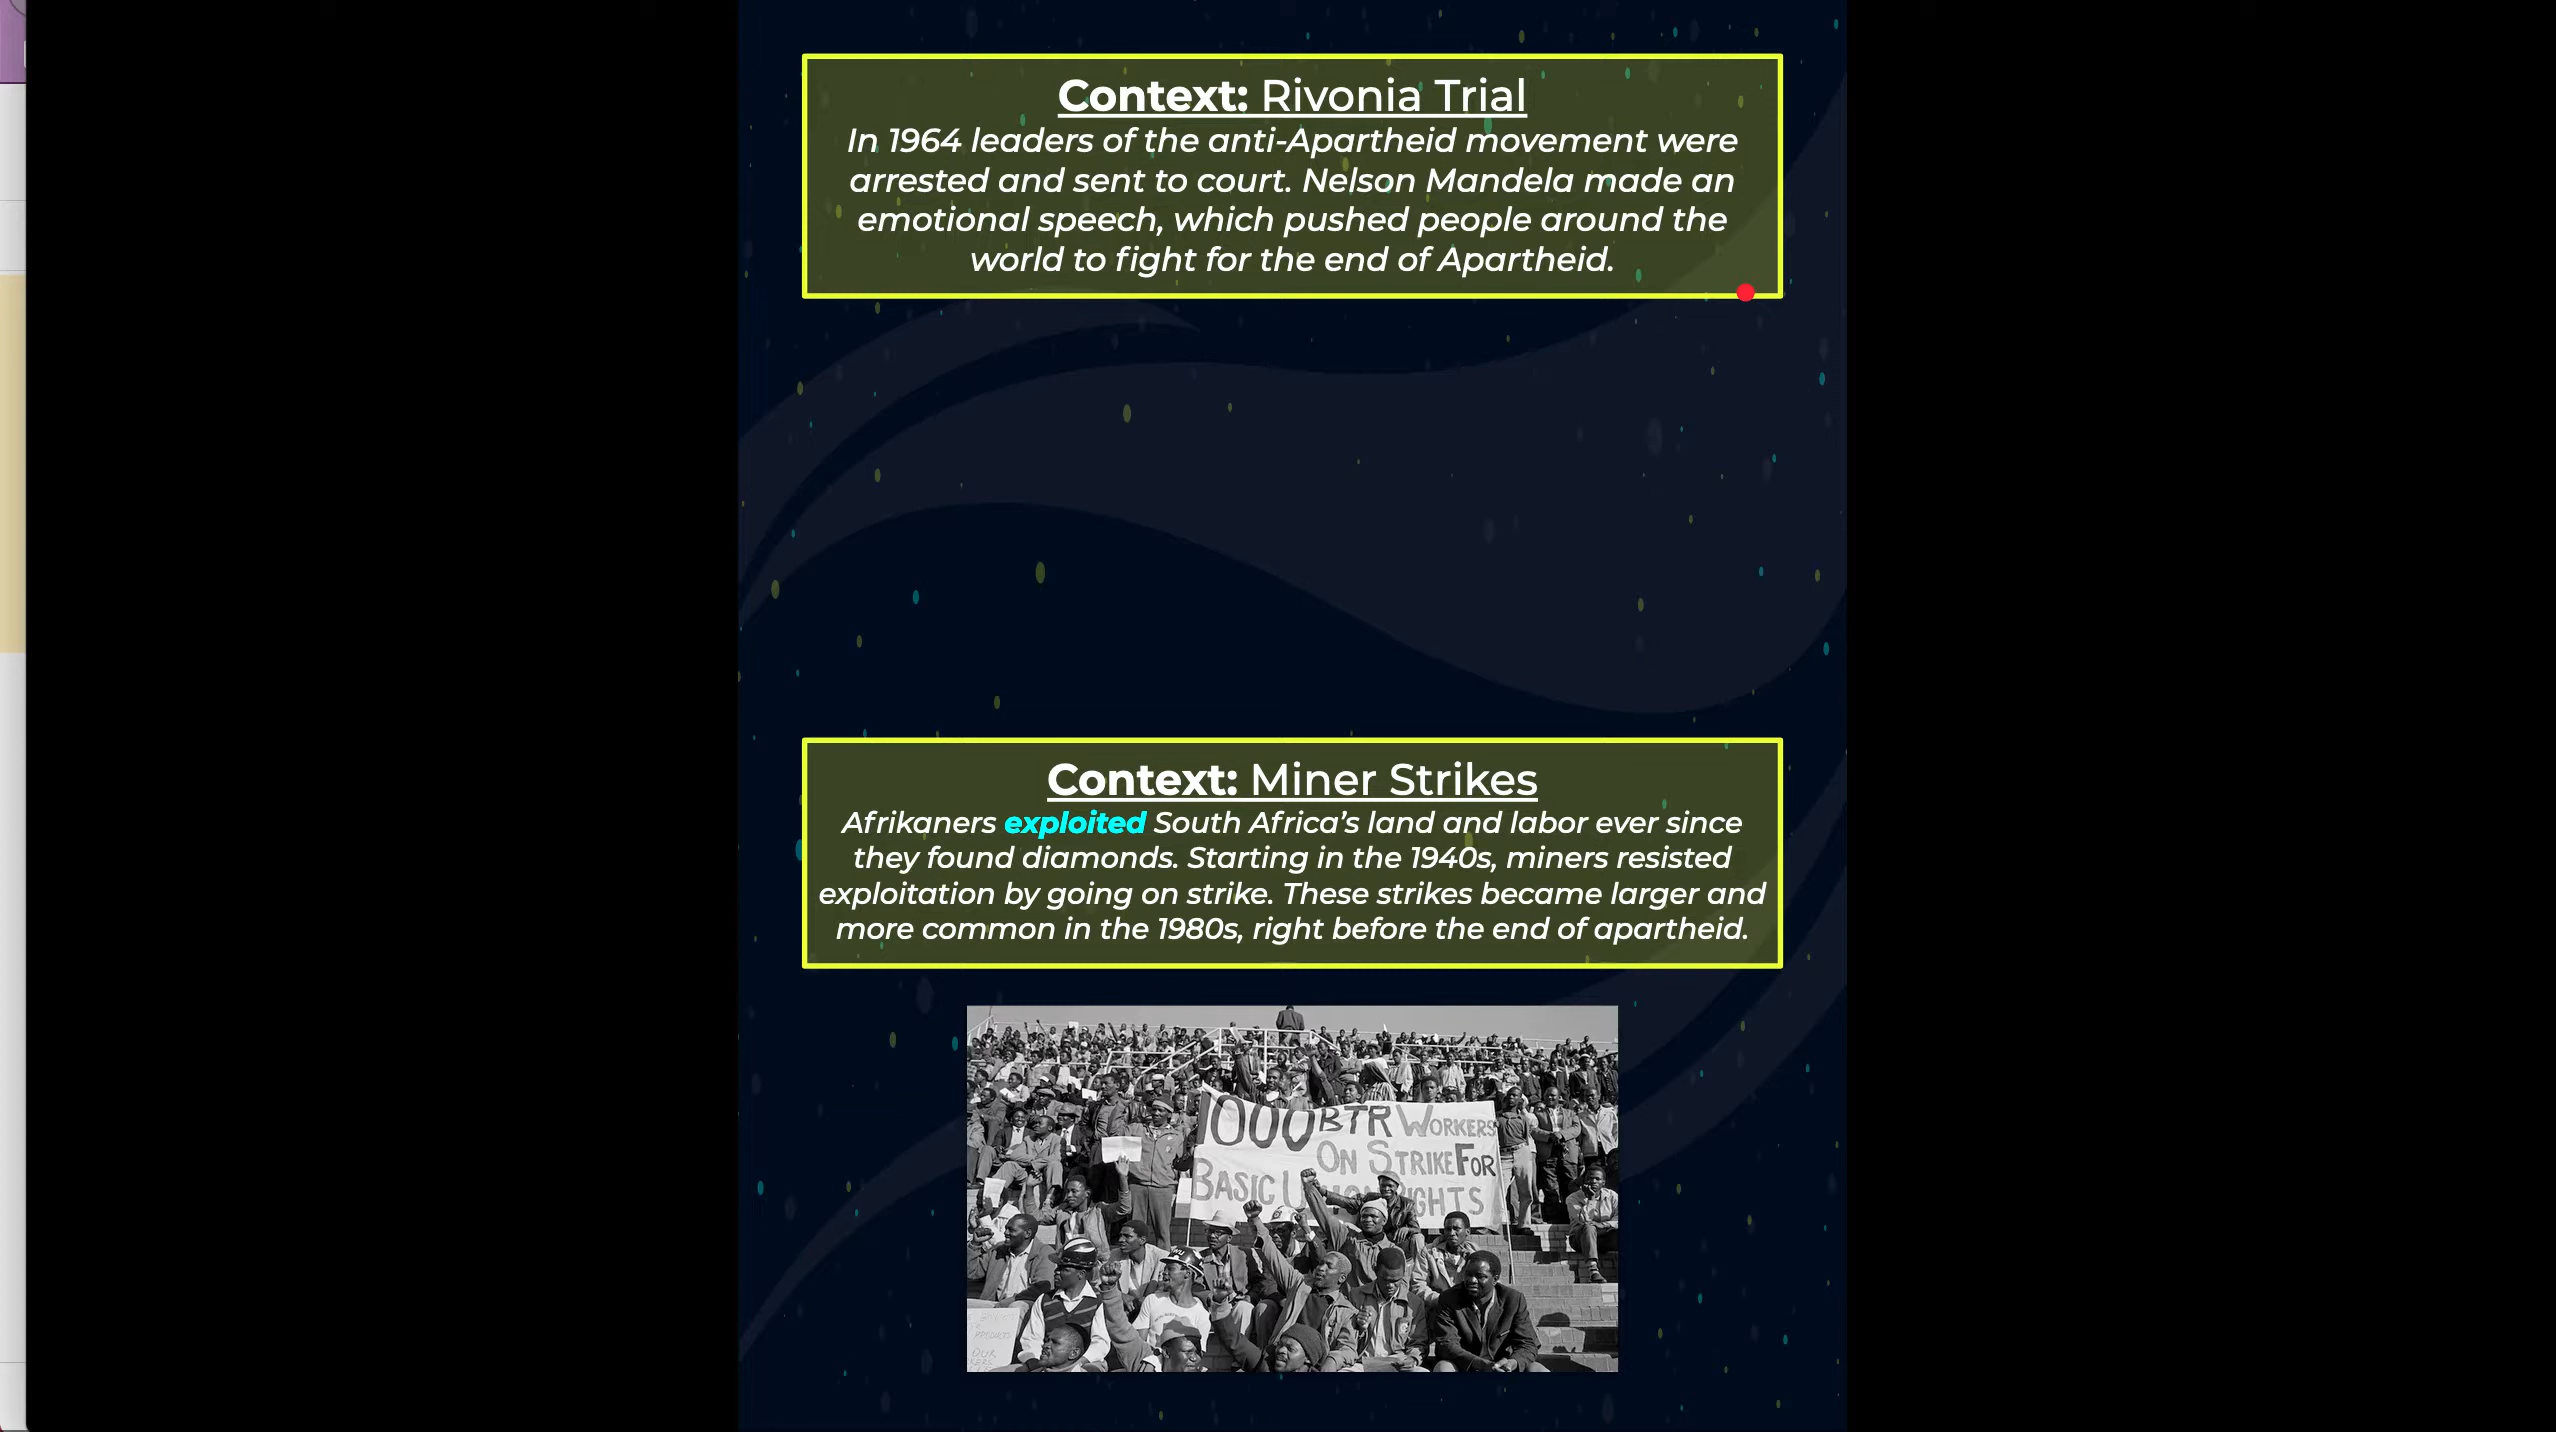 Context: Rivonia Trial
In 1964 leaders of the anti-Apartheid movement were
arrested and sent to court. Nelson Mandela made an
emotional speech, which pushed people around the
world to fight for the end of Apartheid.
Context: Miner Strikes
Afrikaners exploited South Africa's land and labor ever since
they found diamonds. Starting in the 1940s, miners resisted
exploitation by going on strike. These strikes became larger and
more common in the 1980s, right before the end of apartheid.
1000 BTR WORKERS
ON STRIKE FOR
BASIC RIGHTS
OUR